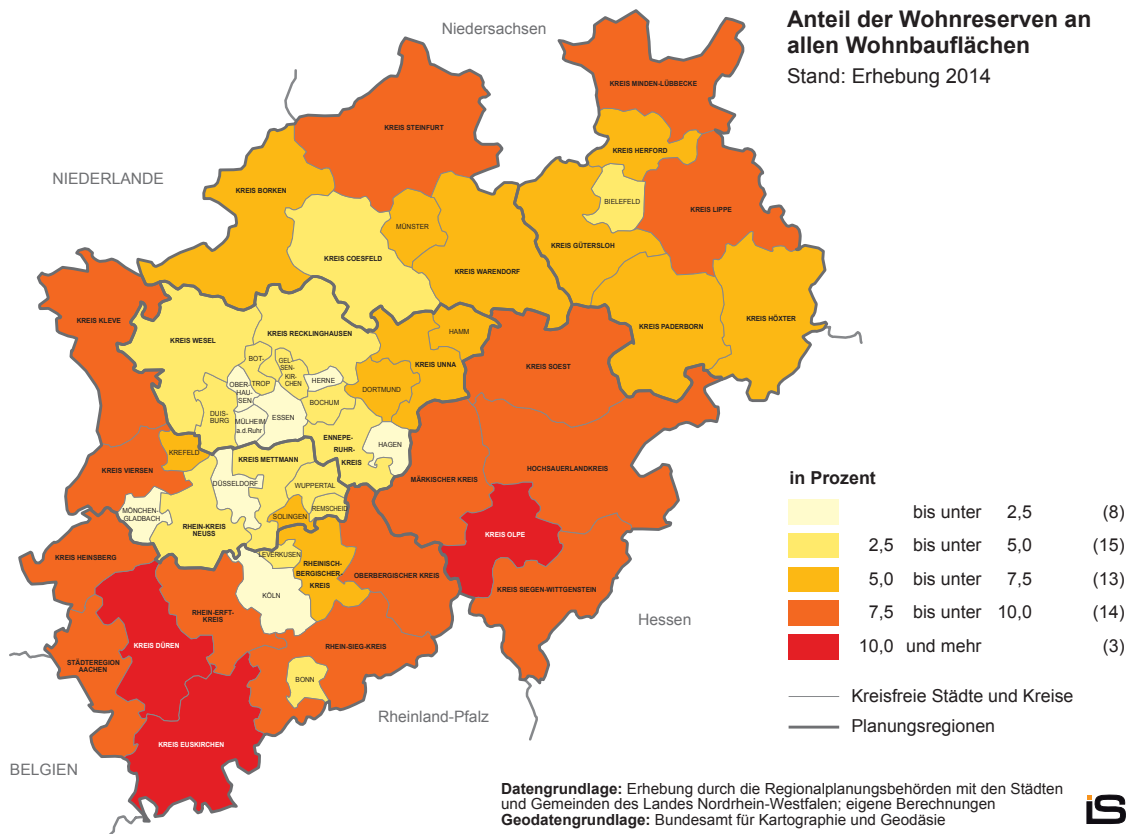 Anteil der Wohnreserven an
allen Wohnbauflächen
Stand: Erhebung 2014
Niedersachsen
NIEDERLANDE
KREIS MINDEN-LÜBBECKE
KREIS STEINFURT
KREIS HERFORD
KREIS BORKEN
BIELEFELD
KREIS LIPPE
MÜNSTER
KREIS GÜTERSLOH
KREIS COESFELD
KREIS WARENDORF
KREIS HÖXTER
KREIS KLEVE
KREIS PADERBORN
KREIS RECKLINGHAUSEN
HAMM
KREIS WESEL
KREIS UNNA
KREIS SOEST
BOT-
TROP
GEL-
SEN-
KIR-
CHEN
HERNE
OBER-
HAU-
SEN
DORTMUND
BOCHUM
DUIS-
BURG
ESSEN
MÜLHEIM
a.d.Ruhr
ENNEPE-
RUHR-
KREIS
HAGEN
KREFELD
KREIS METTMANN
KREIS VIERSEN
HOCHSAUERLANDKREIS
MÄRKISCHER KREIS
DÜSSELDORF
WUPPERTAL
MÖNCHEN-
GLADBACH
REMSCHEID
SOLINGEN
RHEIN-KREIS
NEUSS
KREIS OLPE
KREIS HEINSBERG
LEVERKUSEN
RHEINISCH-
BERGISCHER-
KREIS
OBERBERGISCHER KREIS
KREIS SIEGEN-WITTGENSTEIN
KÖLN
RHEIN-ERFT-
KREIS
Hessen
KREIS DÜREN
RHEIN-SIEG-KREIS
STÄDTEREGION
AACHEN
BONN
Rheinland-Pfalz
KREIS EUSKIRCHEN
BELGIEN
in Prozent
bis unter 2,5 (8)
2,5 bis unter 5,0 (15)
5,0 bis unter 7,5 (13)
7,5 bis unter 10,0 (14)
10,0 und mehr (3)
Kreisfreie Städte und Kreise
Planungsregionen
Datengrundlage: Erhebung durch die Regionalplanungsbehörden mit den Städten
und Gemeinden des Landes Nordrhein-Westfalen; eigene Berechnungen
Geodatengrundlage: Bundesamt für Kartographie und Geodäsie
iS